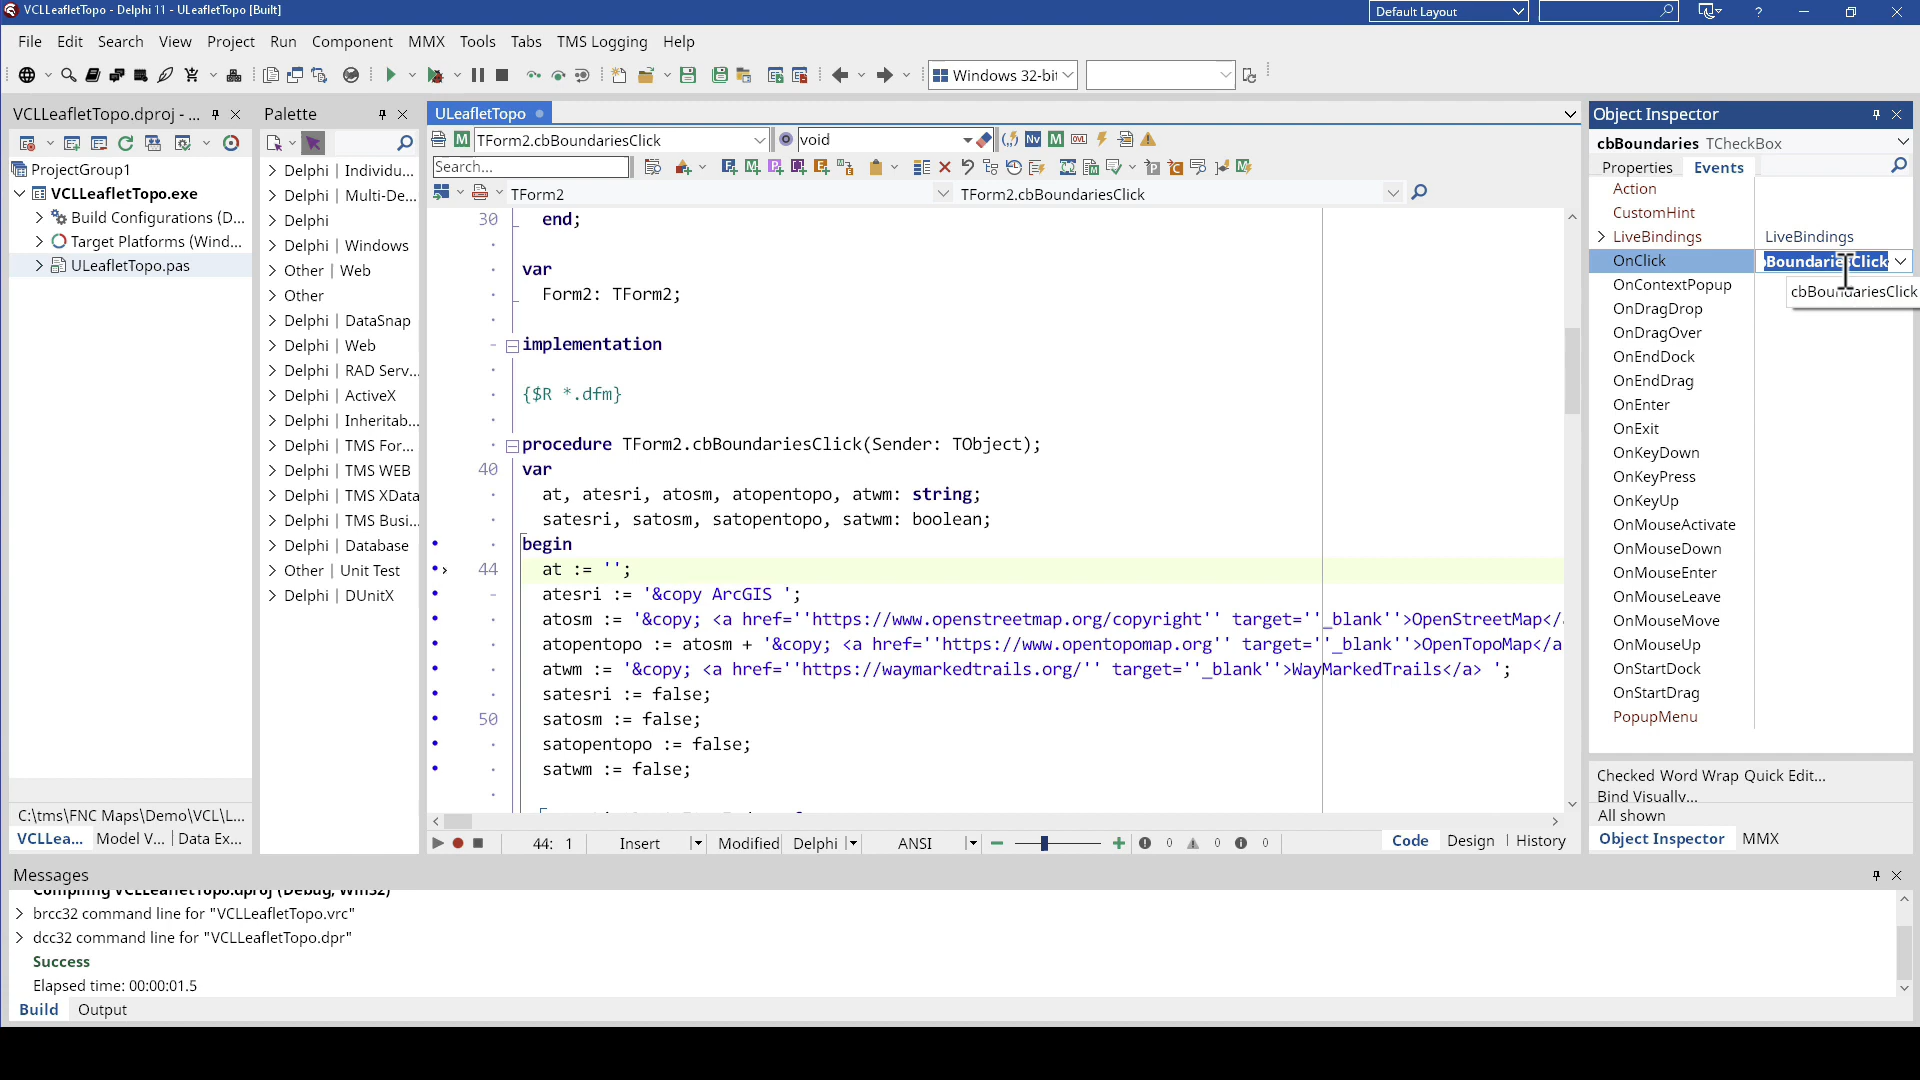 VCLLeafletTopo - Delphi 11 - ULeafletTopo [Built]
Default Layout
File Edit Search View Project Run Component MMX Tools Tabs TMS Logging Help
Windows 32-bit
VCLLeafletTopo.dproj - ...
ProjectGroup1
VCLLeafletTopo.exe
Build Configurations (D...
Target Platforms (Wind...
ULeafletTopo.pas
C:\tms\FNC Maps\Demo\VCL\L...
VCLLea... Model V... Data Ex...
Palette
Delphi | Individu...
Delphi | Multi-De...
Delphi
Delphi | Windows
Other | Web
Other
Delphi | DataSnap
Delphi | Web
Delphi | RAD Serv...
Delphi | ActiveX
Delphi | Inheritab...
Delphi | TMS For...
Delphi | TMS WEB
Delphi | TMS XData
Delphi | TMS Busi...
Delphi | Database
Other | Unit Test
Delphi | DUnitX
ULeafletTopo
TForm2.cbBoundariesClick
void
Search...
TForm2
TForm2.cbBoundariesClick
30 end;
var
Form2: TForm2;
implementation
{$R *.dfm}
procedure TForm2.cbBoundariesClick(Sender: TObject);
40 var
at, atesri, atosm, atopentopo, atwm: string;
satesri, satosm, satopentopo, satwm: boolean;
begin
44 at := '';
atesri := '&copy ArcGIS ';
atosm := '&copy; <a href=''https://www.openstreetmap.org/copyright'' target=''_blank''>OpenStreetMap</
atopentopo := atosm + '&copy; <a href=''https://www.opentopomap.org'' target=''_blank''>OpenTopoMap</a
atwm := '&copy; <a href=''https://waymarkedtrails.org/'' target=''_blank''>WayMarkedTrails</a> ';
satesri := false;
50 satosm := false;
satopentopo := false;
satwm := false;
44: 1 Insert Modified Delphi ANSI 0 0 0
Code Design History
Object Inspector
cbBoundaries TCheckBox
Properties Events
Action
CustomHint
LiveBindings LiveBindings
OnClick bBoundariesClick
cbBoundariesClick
OnContextPopup
OnDragDrop
OnDragOver
OnEndDock
OnEndDrag
OnEnter
OnExit
OnKeyDown
OnKeyPress
OnKeyUp
OnMouseActivate
OnMouseDown
OnMouseEnter
OnMouseLeave
OnMouseMove
OnMouseUp
OnStartDock
OnStartDrag
PopupMenu
Checked Word Wrap Quick Edit...
Bind Visually...
All shown
Object Inspector MMX
Messages
Compiling VCLLeafletTopo.dproj (Debug, Win32)
brcc32 command line for "VCLLeafletTopo.vrc"
dcc32 command line for "VCLLeafletTopo.dpr"
Success
Elapsed time: 00:00:01.5
Build Output